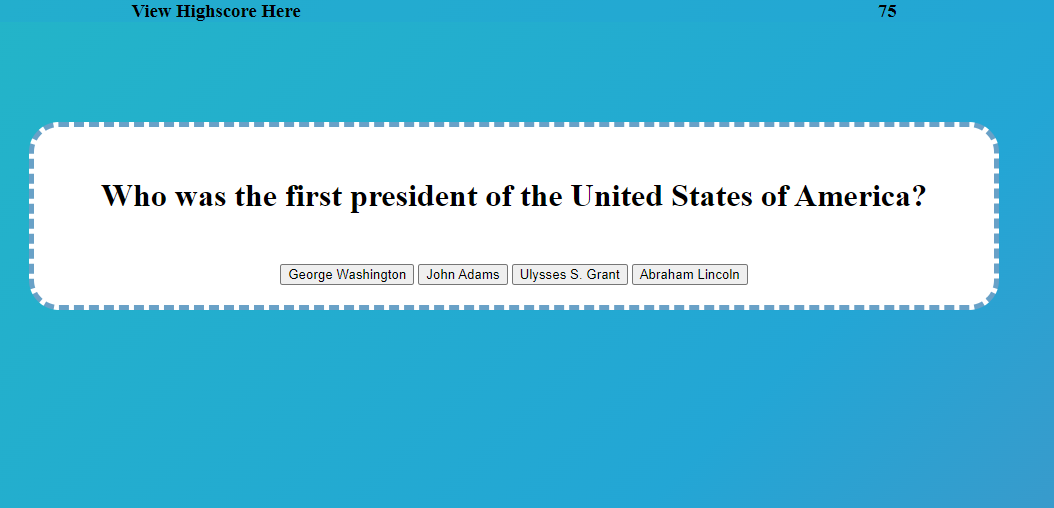 View Highscore Here 75
Who was the first president of the United States of America?
George Washington John Adams Ulysses S. Grant Abraham Lincoln